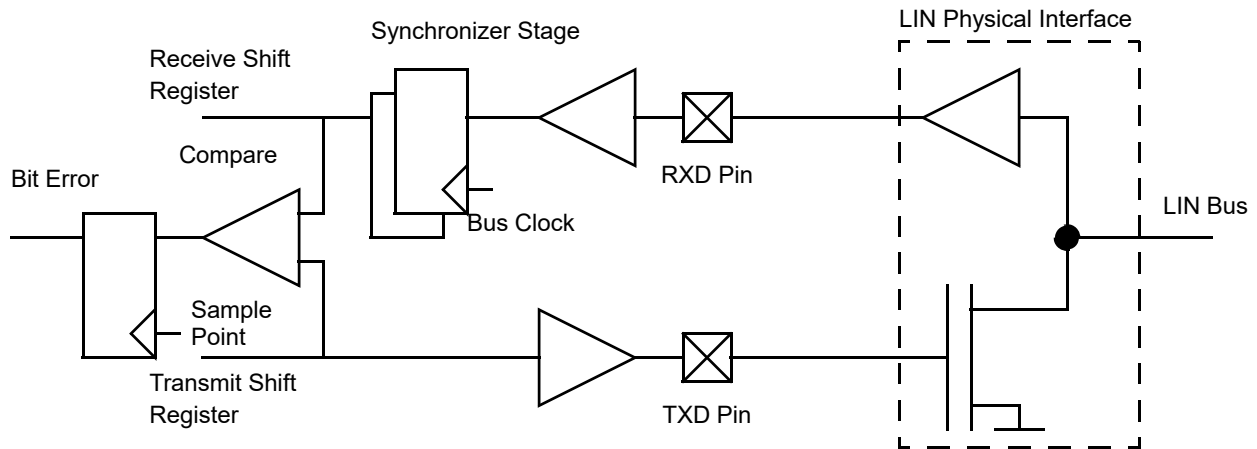 LIN Physical Interface
Synchronizer Stage
Receive Shift
Register
Compare
RXD Pin
Bit Error
LIN Bus
Bus Clock
Sample
Point
Transmit Shift
Register
TXD Pin